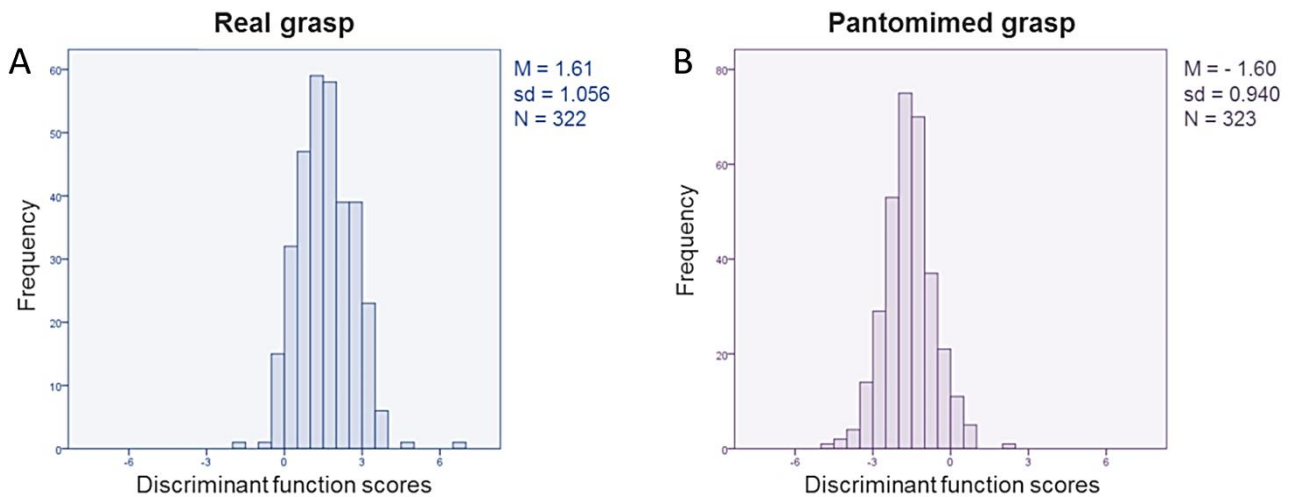 Real grasp
A
M = 1.61
sd = 1.056
N = 322
60
50
40
30
20
10
0
Frequency
-6 -3 0 3 6
Discriminant function scores
Pantomimed grasp
B
M = - 1.60
sd = 0.940
N = 323
80
60
40
20
0
Frequency
-6 -3 0 3 6
Discriminant function scores